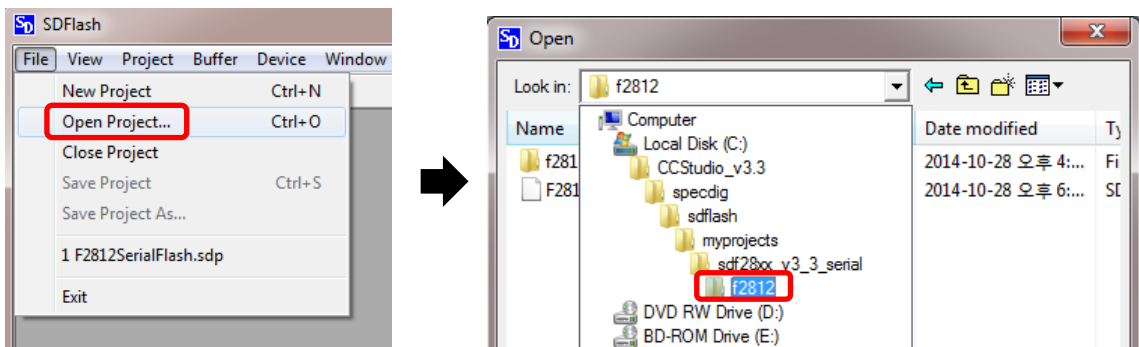 SD SDFlash
File View Project Buffer Device Window
New Project Ctrl+N
Open Project... Ctrl+O
Close Project
Save Project Ctrl+S
Save Project As...
1 F2812SerialFlash.sdp
Exit
SD Open
x
Look in: f2812
Name Date modified
Computer
Local Disk (C:)
f281 2014-10-28 오후 4:...
CCStudio_v3.3
F281 2014-10-28 오후 6:...
specdig
sdflash
myprojects
sdf28xx_v3_3_serial
f2812
DVD RW Drive (D:)
BD-ROM Drive (E:)